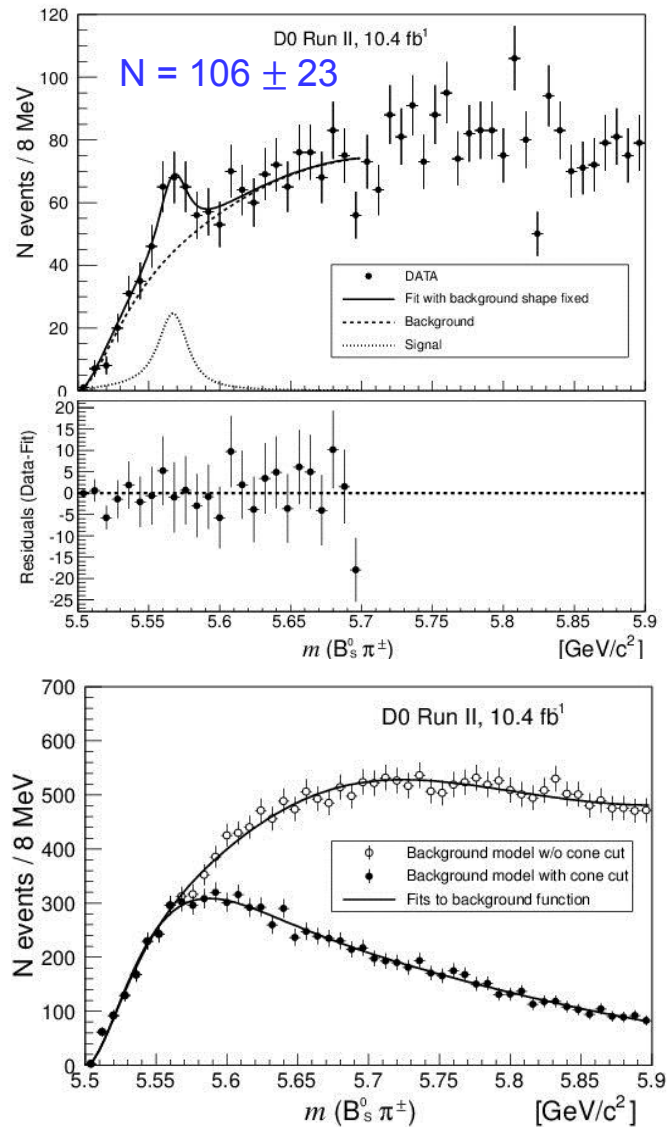 120
D0 Run II, 10.4 fb¹
N = 106 ± 23
100
80
60
40
20
0
N events / 8 MeV
DATA
Fit with background shape fixed
Background
Signal
20
15
10
5
0
-5
-10
-15
-20
-25
Residuals (Data-Fit)
5.5 5.55 5.6 5.65 5.7 5.75 5.8 5.85 5.9
m (B⁰ₛ π±) [GeV/c²]
700
D0 Run II, 10.4 fb⁻¹
600
500
400
300
200
100
0
N events / 8 MeV
Background model w/o cone cut
Background model with cone cut
Fits to background function
5.5 5.55 5.6 5.65 5.7 5.75 5.8 5.85 5.9
m (B⁰ₛ π±) [GeV/c²]